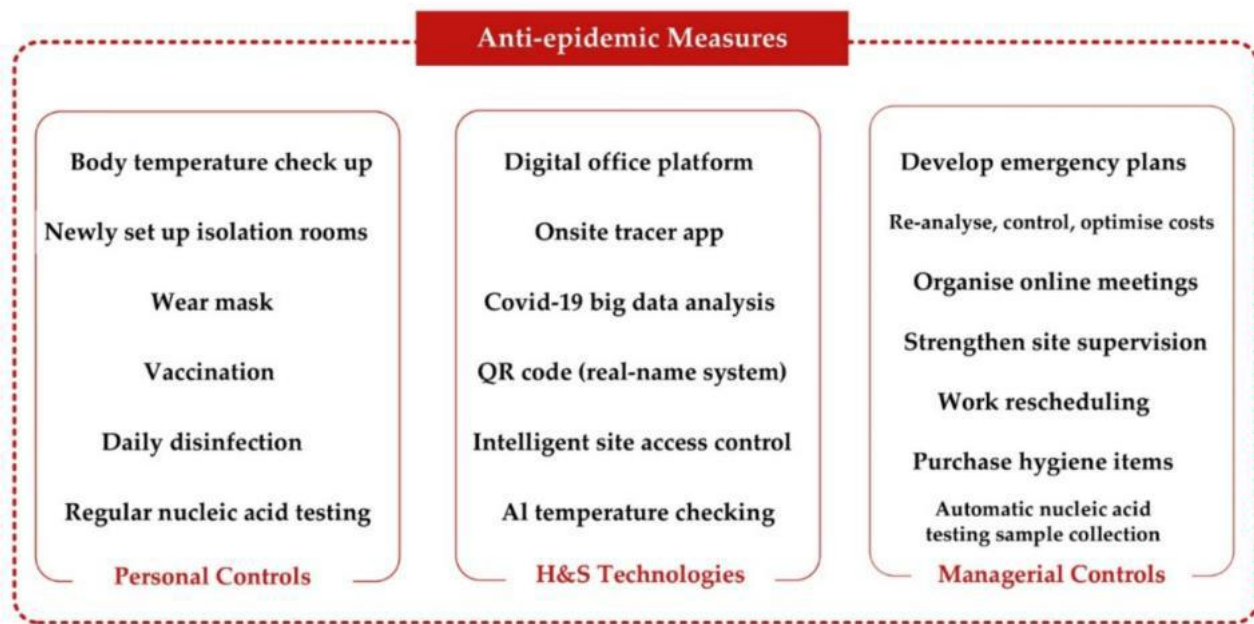 Anti-epidemic Measures
Body temperature check up
Newly set up isolation rooms
Wear mask
Vaccination
Daily disinfection
Regular nucleic acid testing
Personal Controls
Digital office platform
Onsite tracer app
Covid-19 big data analysis
QR code (real-name system)
Intelligent site access control
AI temperature checking
H&S Technologies
Develop emergency plans
Re-analyse, control, optimise costs
Organise online meetings
Strengthen site supervision
Work rescheduling
Purchase hygiene items
Automatic nucleic acid
testing sample collection
Managerial Controls